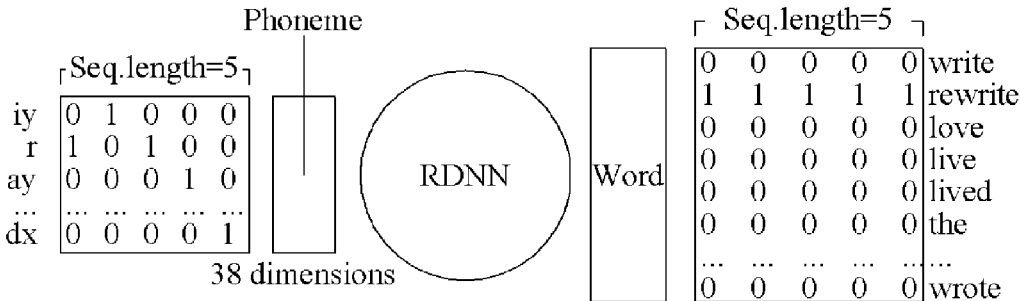 Phoneme
Seq.length=5
iy 0 1 0 0 0
r 1 0 1 0 0
ay 0 0 0 1 0
... ... ... ... ... ...
dx 0 0 0 0 1
38 dimensions
RDNN
Word
Seq.length=5
0 0 0 0 0 write
1 1 1 1 1 rewrite
0 0 0 0 0 love
0 0 0 0 0 live
0 0 0 0 0 lived
0 0 0 0 0 the
... ... ... ... ... ...
0 0 0 0 0 wrote